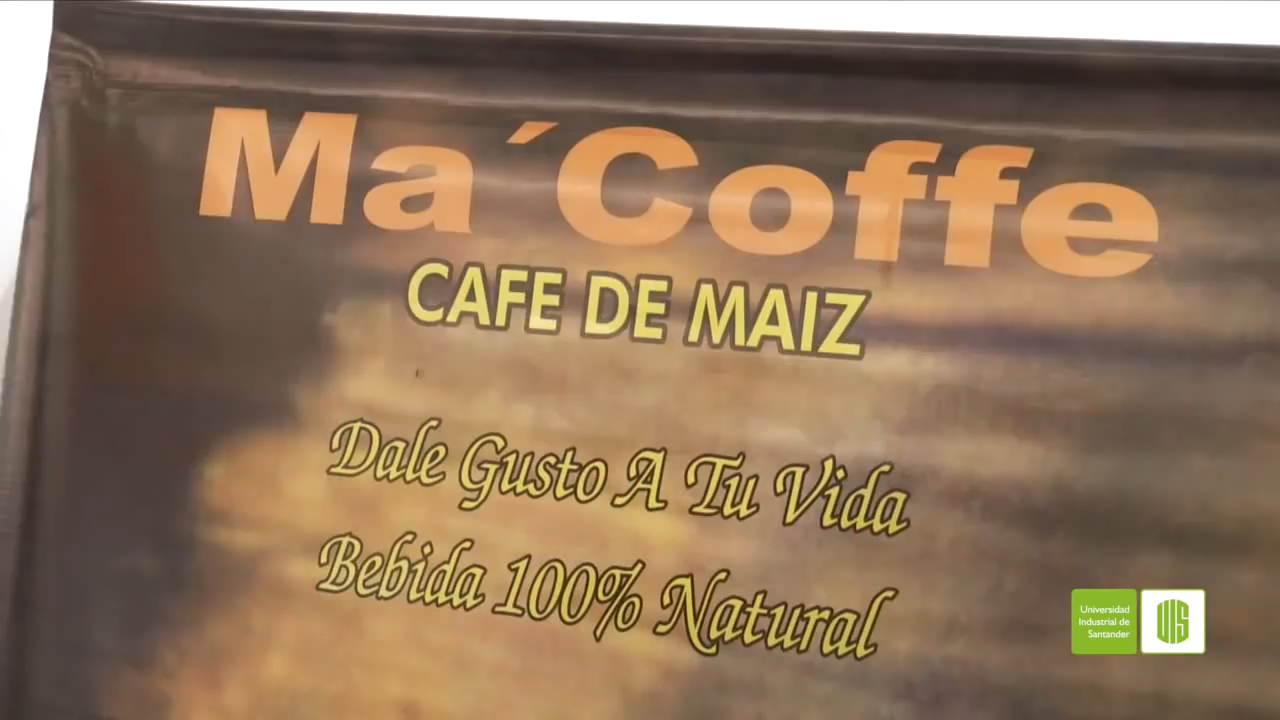 Ma´Coffe
CAFE DE MAIZ
Dale Gusto A Tu Vida
Bebida 100% Natural
Universidad
Industrial de
Santander
UIS